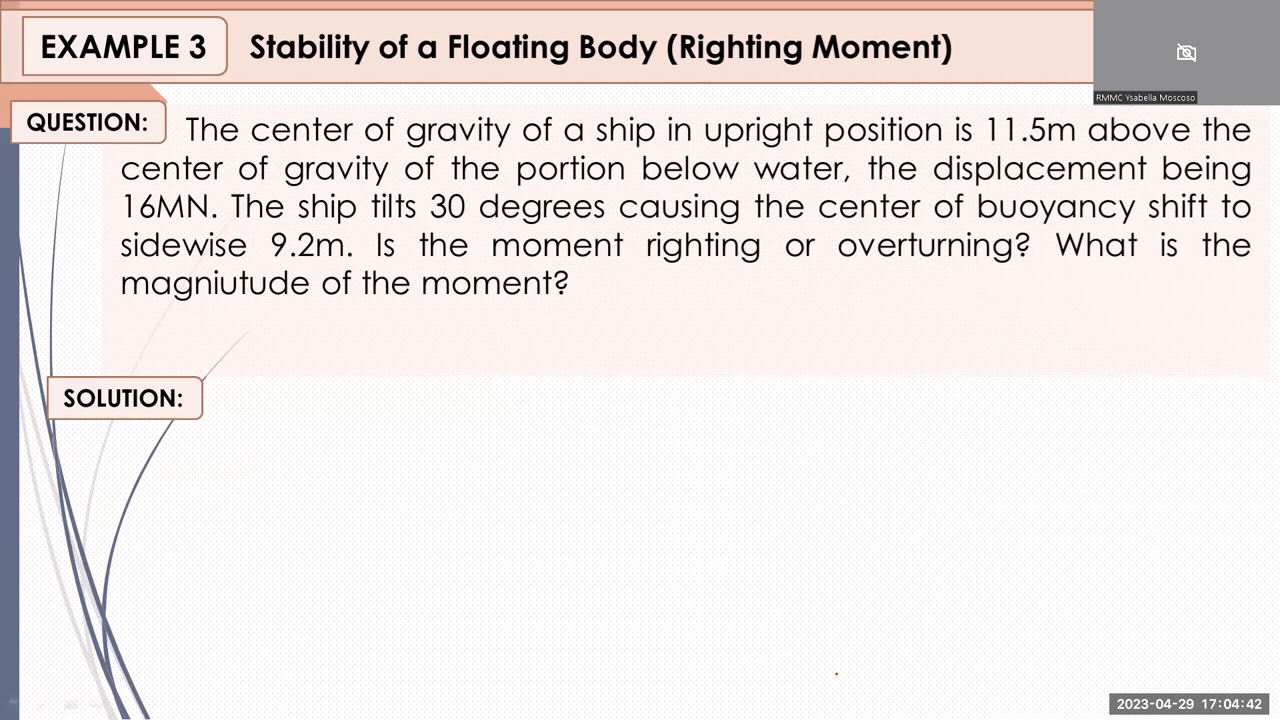 EXAMPLE 3
Stability of a Floating Body (Righting Moment)
RMMC Ysabella Moscoso
QUESTION:
The center of gravity of a ship in upright position is 11.5m above the
center of gravity of the portion below water, the displacement being
16MN. The ship tilts 30 degrees causing the center of buoyancy shift to
sidewise 9.2m. Is the moment righting or overturning? What is the
magniutude of the moment?
SOLUTION:
2023-04-29 17:04:42